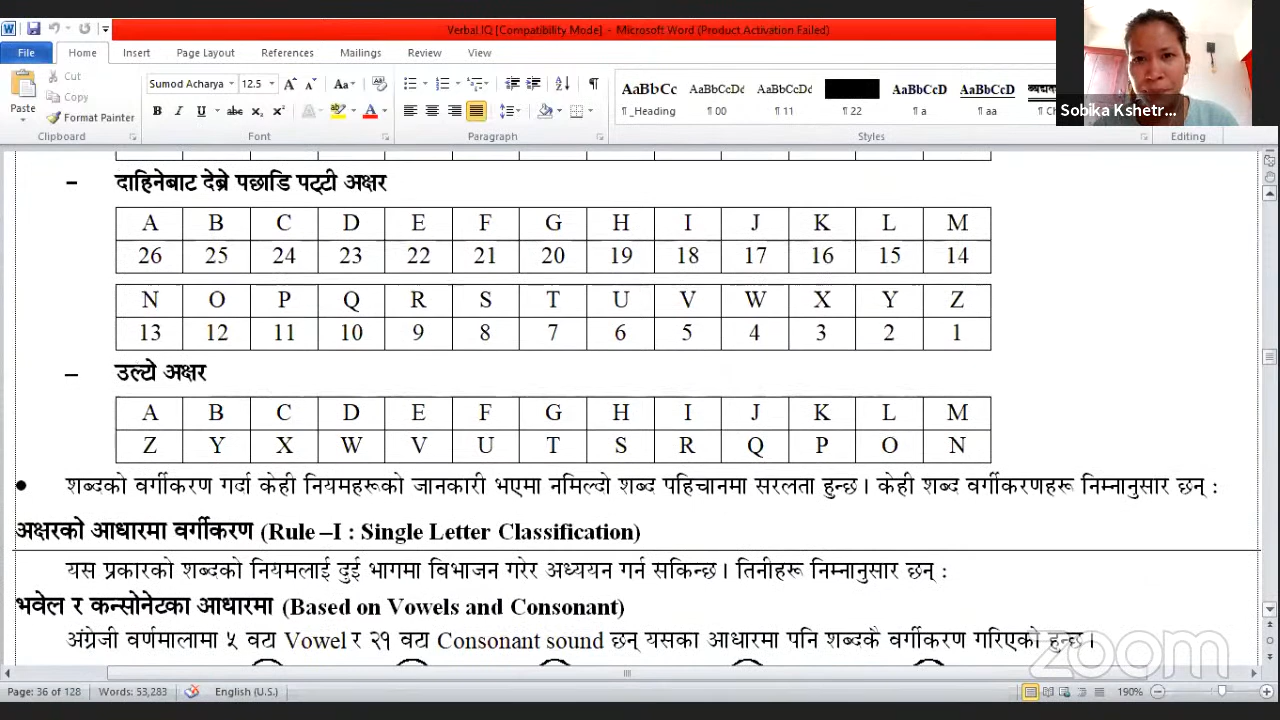 Verbal IQ [Compatibility Mode] - Microsoft Word (Product Activation Failed)
File Home Insert Page Layout References Mailings Review View
Cut
Copy
Paste
Format Painter
Sumod Acharya 12.5
AaBbCc AaBbCcDd AaBbCcDd AaBbCcD AaBbCcD
¶ _Heading ¶ 00 ¶ 11 ¶ 22 ¶ a ¶ aa
Clipboard Font Paragraph Styles Editing
Sobika Kshetr...
– दाहिनेबाट देब्रे पछाडि पट्टी अक्षर
A B C D E F G H I J K L M
26 25 24 23 22 21 20 19 18 17 16 15 14
N O P Q R S T U V W X Y Z
13 12 11 10 9 8 7 6 5 4 3 2 1
– उल्टो अक्षर
A B C D E F G H I J K L M
Z Y X W V U T S R Q P O N
• शब्दको वर्गीकरण गर्दा केही नियमहरूको जानकारी भएमा नमिल्दो शब्द पहिचानमा सरलता हुन्छ। केही शब्द वर्गीकरणहरू निम्नानुसार छन् :
अक्षरको आधारमा वर्गीकरण (Rule –I : Single Letter Classification)
यस प्रकारको शब्दको नियमलाई दुई भागमा विभाजन गरेर अध्ययन गर्न सकिन्छ। तिनीहरू निम्नानुसार छन् :
भवेल र कन्सोनेटका आधारमा (Based on Vowels and Consonant)
अंग्रेजी वर्णमालामा ५ वटा Vowel र २१ वटा Consonant sound छन् यसका आधारमा पनि शब्दकै वर्गीकरण गरिएको हुन्छ।
zoom
Page: 36 of 128 Words: 53,283 English (U.S.) 190%